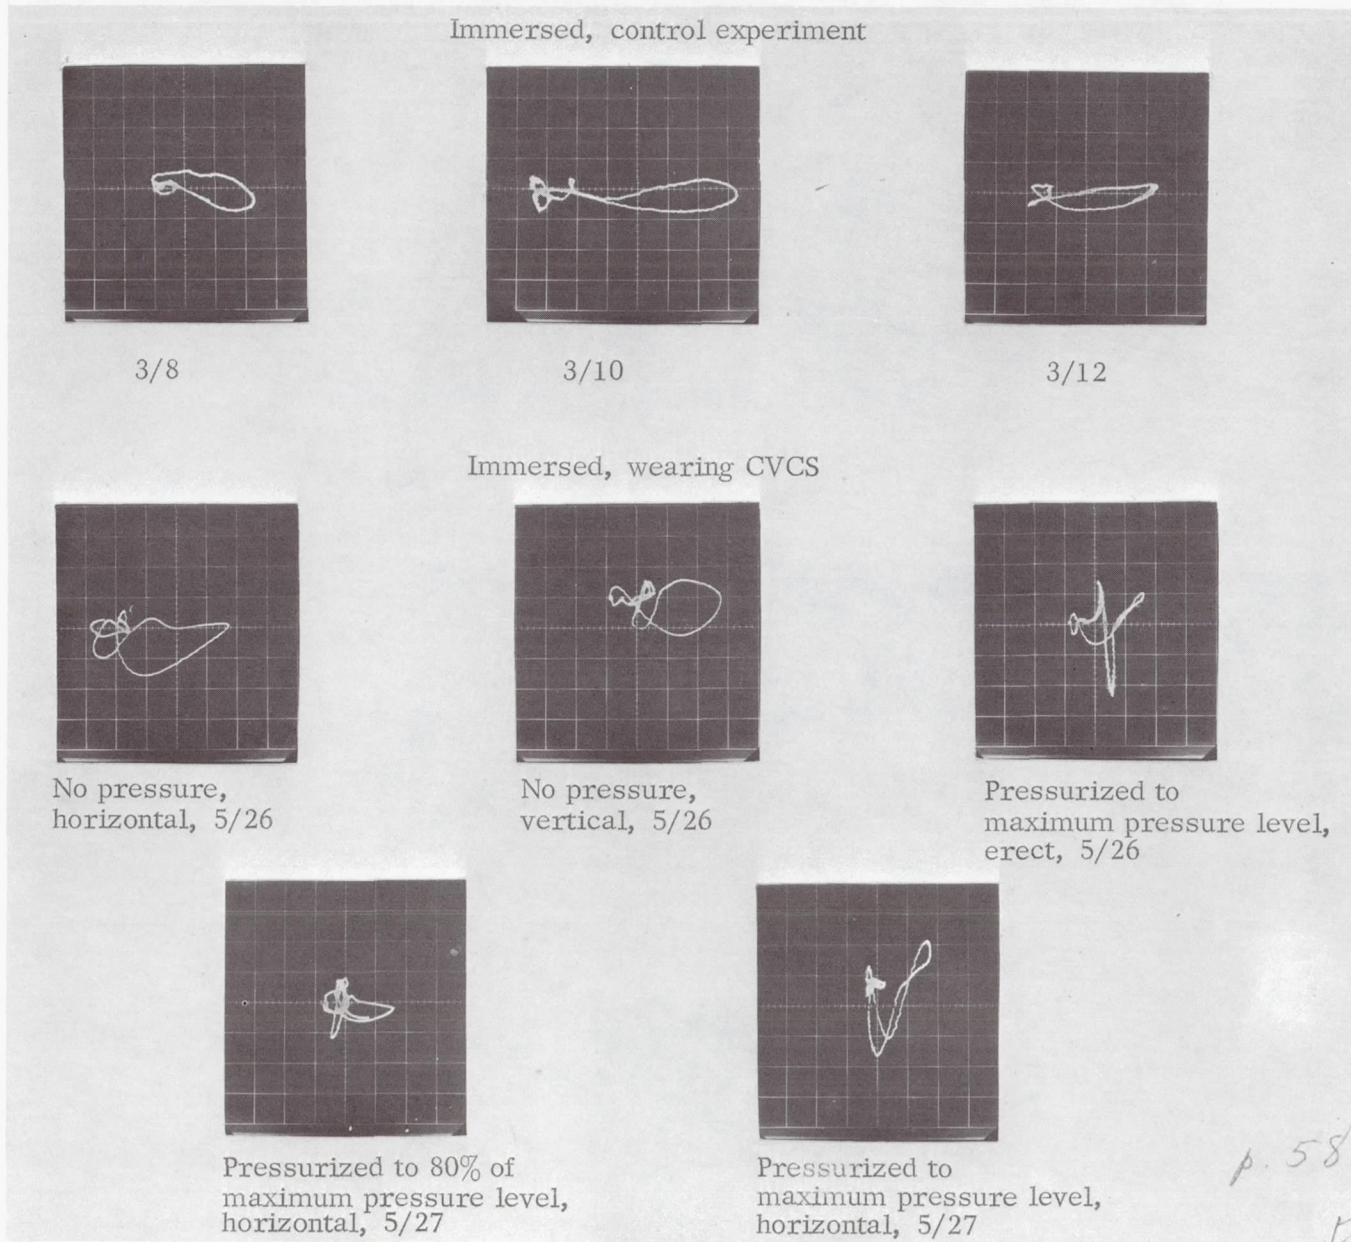 Immersed, control experiment
3/8
3/10
3/12
Immersed, wearing CVCS
No pressure,
horizontal, 5/26
No pressure,
vertical, 5/26
Pressurized to
maximum pressure level,
erect, 5/26
Pressurized to 80% of
maximum pressure level,
horizontal, 5/27
Pressurized to
maximum pressure level,
horizontal, 5/27
p. 58